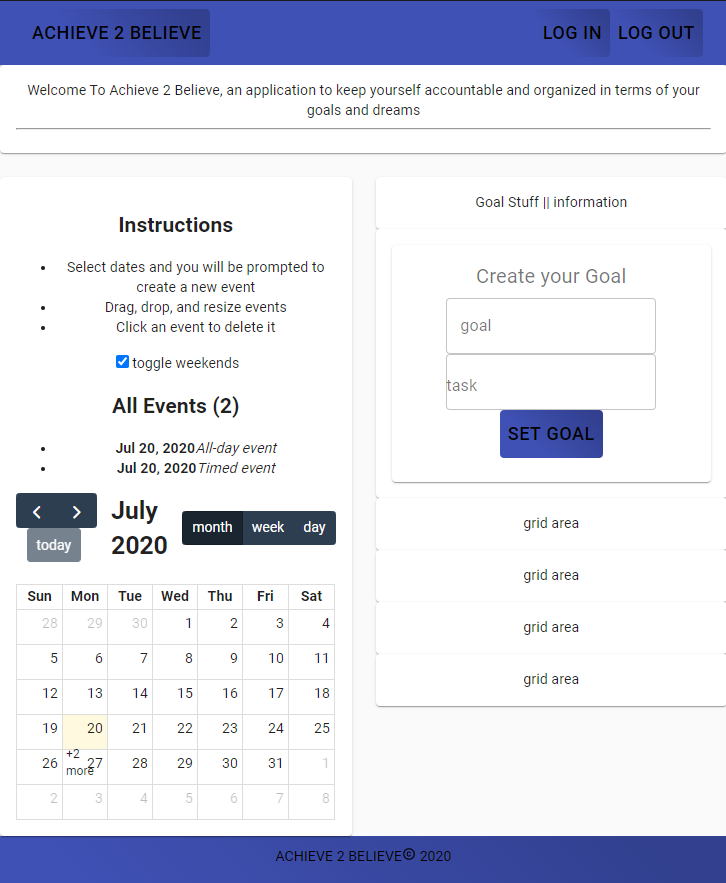 ACHIEVE 2 BELIEVE LOG IN LOG OUT
Welcome To Achieve 2 Believe, an application to keep yourself accountable and organized in terms of your
goals and dreams
Instructions
Select dates and you will be prompted to
create a new event
Drag, drop, and resize events
Click an event to delete it
toggle weekends
All Events (2)
Jul 20, 2020 All-day event
Jul 20, 2020 Timed event
July
2020
today
month week day
Sun Mon Tue Wed Thu Fri Sat
28 29 30 1 2 3 4
5 6 7 8 9 10 11
12 13 14 15 16 17 18
19 20 21 22 23 24 25
+2
more
26 27 28 29 30 31 1
2 3 4 5 6 7 8
Goal Stuff || information
Create your Goal
goal
task
SET GOAL
grid area
grid area
grid area
grid area
ACHIEVE 2 BELIEVE© 2020